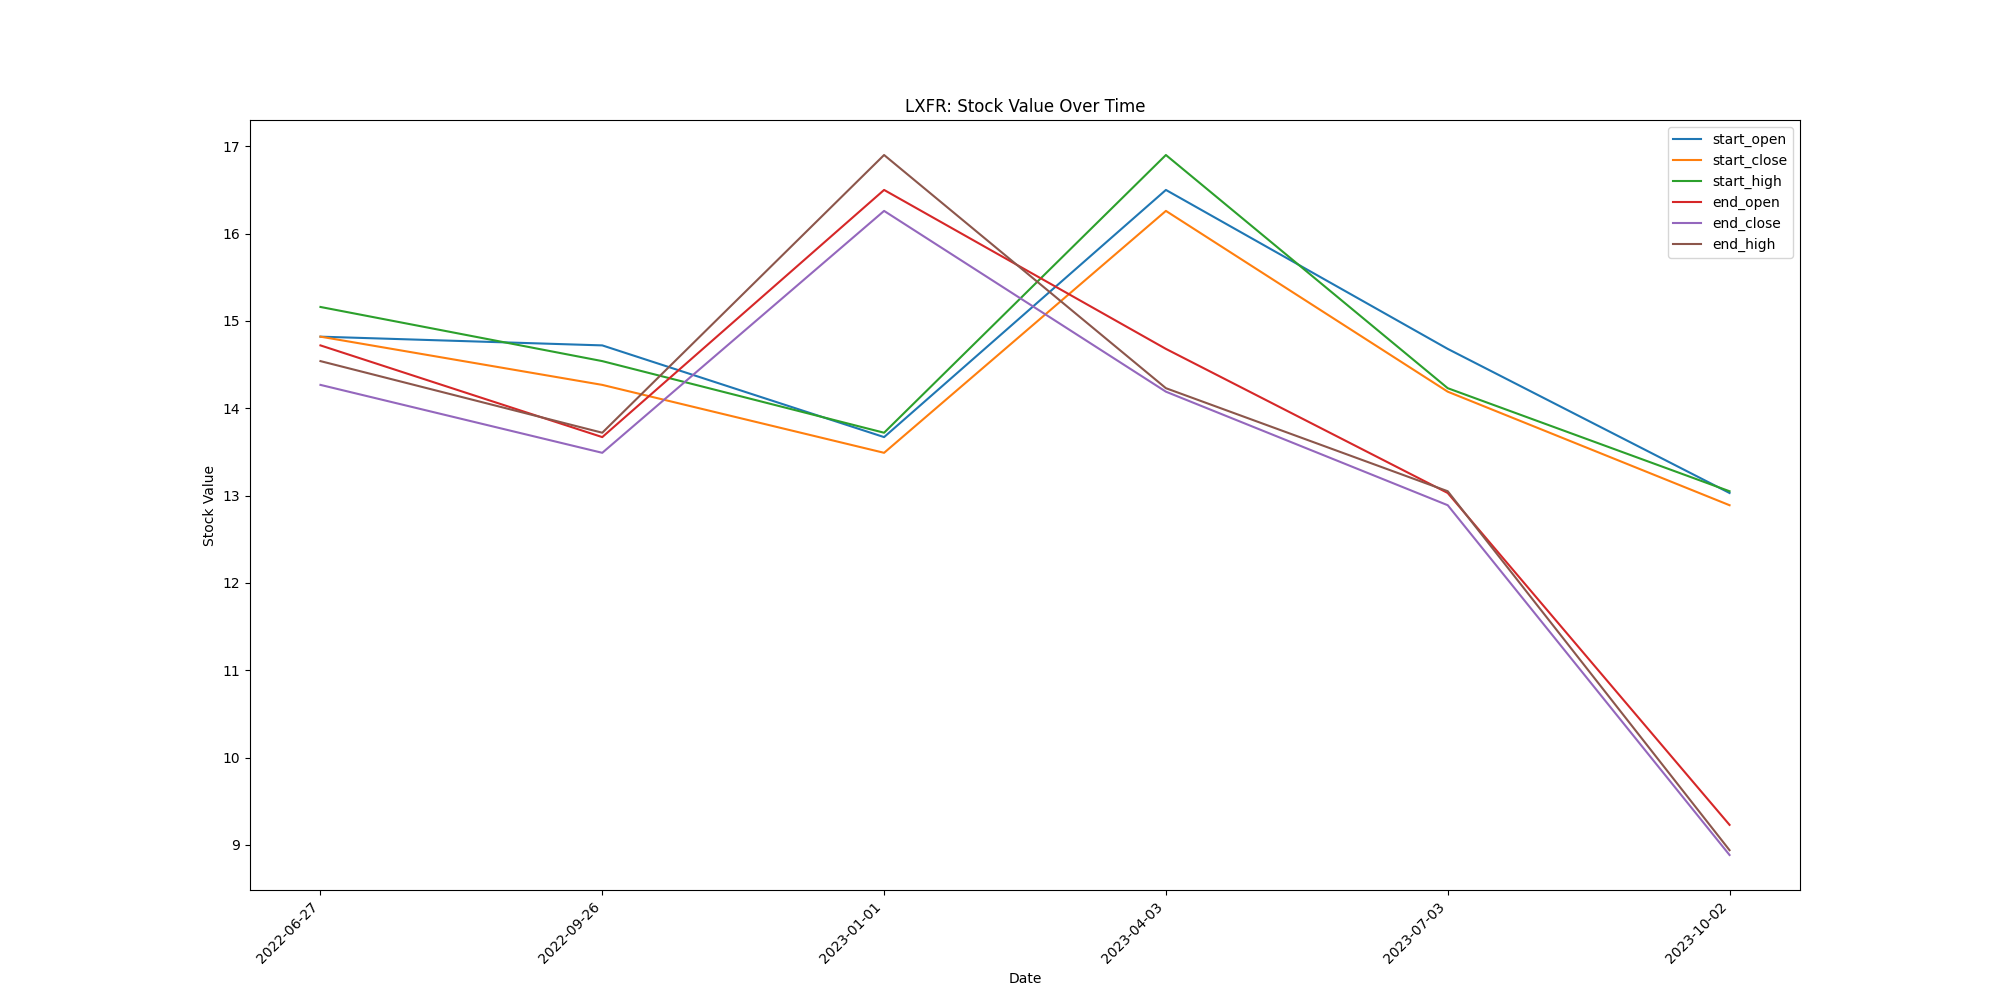 LXFR: Stock Value Over Time
start_open
start_close
start_high
end_open
end_close
end_high
Stock Value
17
16
15
14
13
12
11
10
9
2022-06-27
2022-09-26
2023-01-01
2023-04-03
2023-07-03
2023-10-02
Date